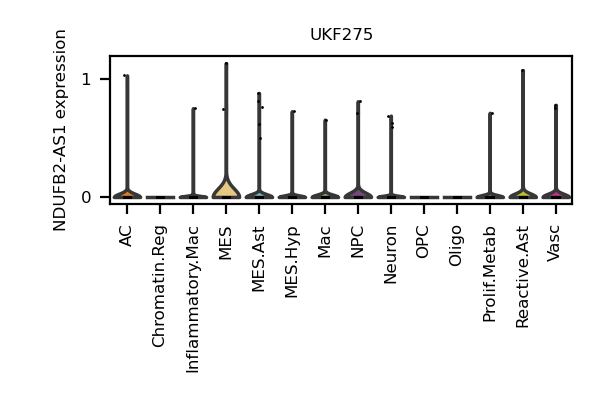 UKF275
NDUFB2-AS1 expression
1
0
AC
Chromatin.Reg
Inflammatory.Mac
MES
MES.Ast
MES.Hyp
Mac
NPC
Neuron
OPC
Oligo
Prolif.Metab
Reactive.Ast
Vasc